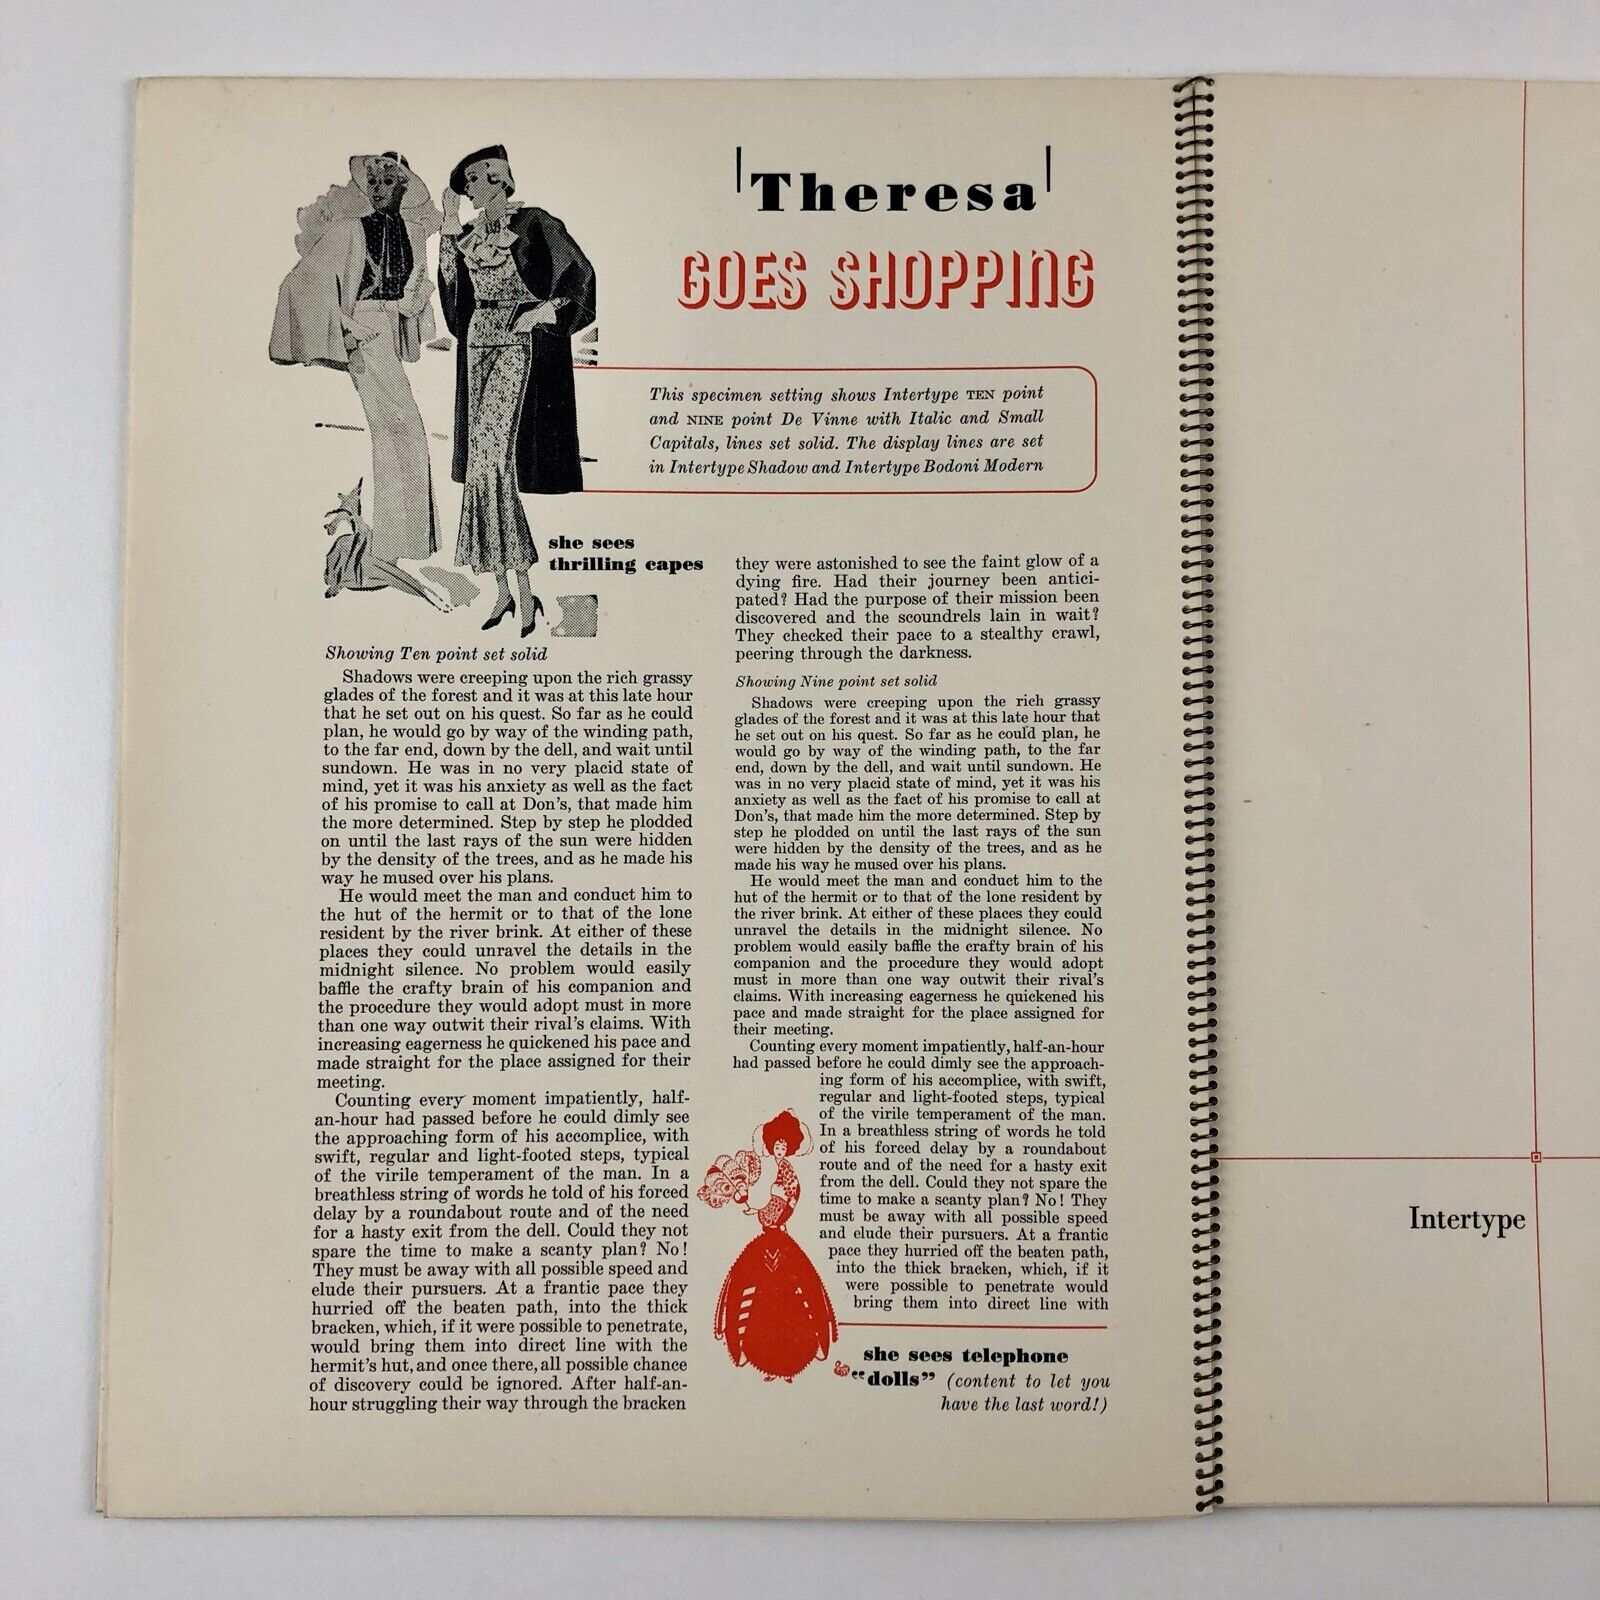 Theresa
GOES SHOPPING
This specimen setting shows Intertype TEN point
and NINE point De Vinne with Italic and Small
Capitals, lines set solid. The display lines are set
in Intertype Shadow and Intertype Bodoni Modern
she sees
thrilling capes
Showing Ten point set solid
Shadows were creeping upon the rich grassy
glades of the forest and it was at this late hour
that he set out on his quest. So far as he could
plan, he would go by way of the winding path,
to the far end, down by the dell, and wait until
sundown. He was in no very placid state of
mind, yet it was his anxiety as well as the fact
of his promise to call at Don's, that made him
the more determined. Step by step he plodded
on until the last rays of the sun were hidden
by the density of the trees, and as he made his
way he mused over his plans.
He would meet the man and conduct him to
the hut of the hermit or to that of the lone
resident by the river brink. At either of these
places they could unravel the details in the
midnight silence. No problem would easily
baffle the crafty brain of his companion and
the procedure they would adopt must in more
than one way outwit their rival's claims. With
increasing eagerness he quickened his pace and
made straight for the place assigned for their
meeting.
Counting every moment impatiently, half-
an-hour had passed before he could dimly see
the approaching form of his accomplice, with
swift, regular and light-footed steps, typical
of the virile temperament of the man. In a
breathless string of words he told of his forced
delay by a roundabout route and of the need
for a hasty exit from the dell. Could they not
spare the time to make a scanty plan? No!
They must be away with all possible speed and
elude their pursuers. At a frantic pace they
hurried off the beaten path, into the thick
bracken, which, if it were possible to penetrate,
would bring them into direct line with the
hermit's hut, and once there, all possible chance
of discovery could be ignored. After half-an-
hour struggling their way through the bracken
they were astonished to see the faint glow of a
dying fire. Had their journey been antici-
pated? Had the purpose of their mission been
discovered and the scoundrels lain in wait?
They checked their pace to a stealthy crawl,
peering through the darkness.
Showing Nine point set solid
Shadows were creeping upon the rich grassy
glades of the forest and it was at this late hour that
he set out on his quest. So far as he could plan, he
would go by way of the winding path, to the far
end, down by the dell, and wait until sundown. He
was in no very placid state of mind, yet it was his
anxiety as well as the fact of his promise to call at
Don's, that made him the more determined. Step by
step he plodded on until the last rays of the sun
were hidden by the density of the trees, and as he
made his way he mused over his plans.
He would meet the man and conduct him to the
hut of the hermit or to that of the lone resident by
the river brink. At either of these places they could
unravel the details in the midnight silence. No
problem would easily baffle the crafty brain of his
companion and the procedure they would adopt
must in more than one way outwit their rival's
claims. With increasing eagerness he quickened his
pace and made straight for the place assigned for
their meeting.
Counting every moment impatiently, half-an-hour
had passed before he could dimly see the approach-
ing form of his accomplice, with swift,
regular and light-footed steps, typical
of the virile temperament of the man.
In a breathless string of words he told
of his forced delay by a roundabout
route and of the need for a hasty exit
from the dell. Could they not spare the
time to make a scanty plan? No! They
must be away with all possible speed
and elude their pursuers. At a frantic
pace they hurried off the beaten path,
into the thick bracken, which, if it
were possible to penetrate would
bring them into direct line with
she sees telephone
“dolls” (content to let you
have the last word!)
Intertype